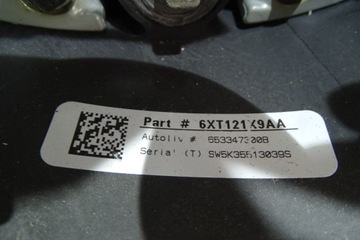 Part # 6XT121X9AA
Autoliv # 653347300B
Serial (T) SW5K35513039S